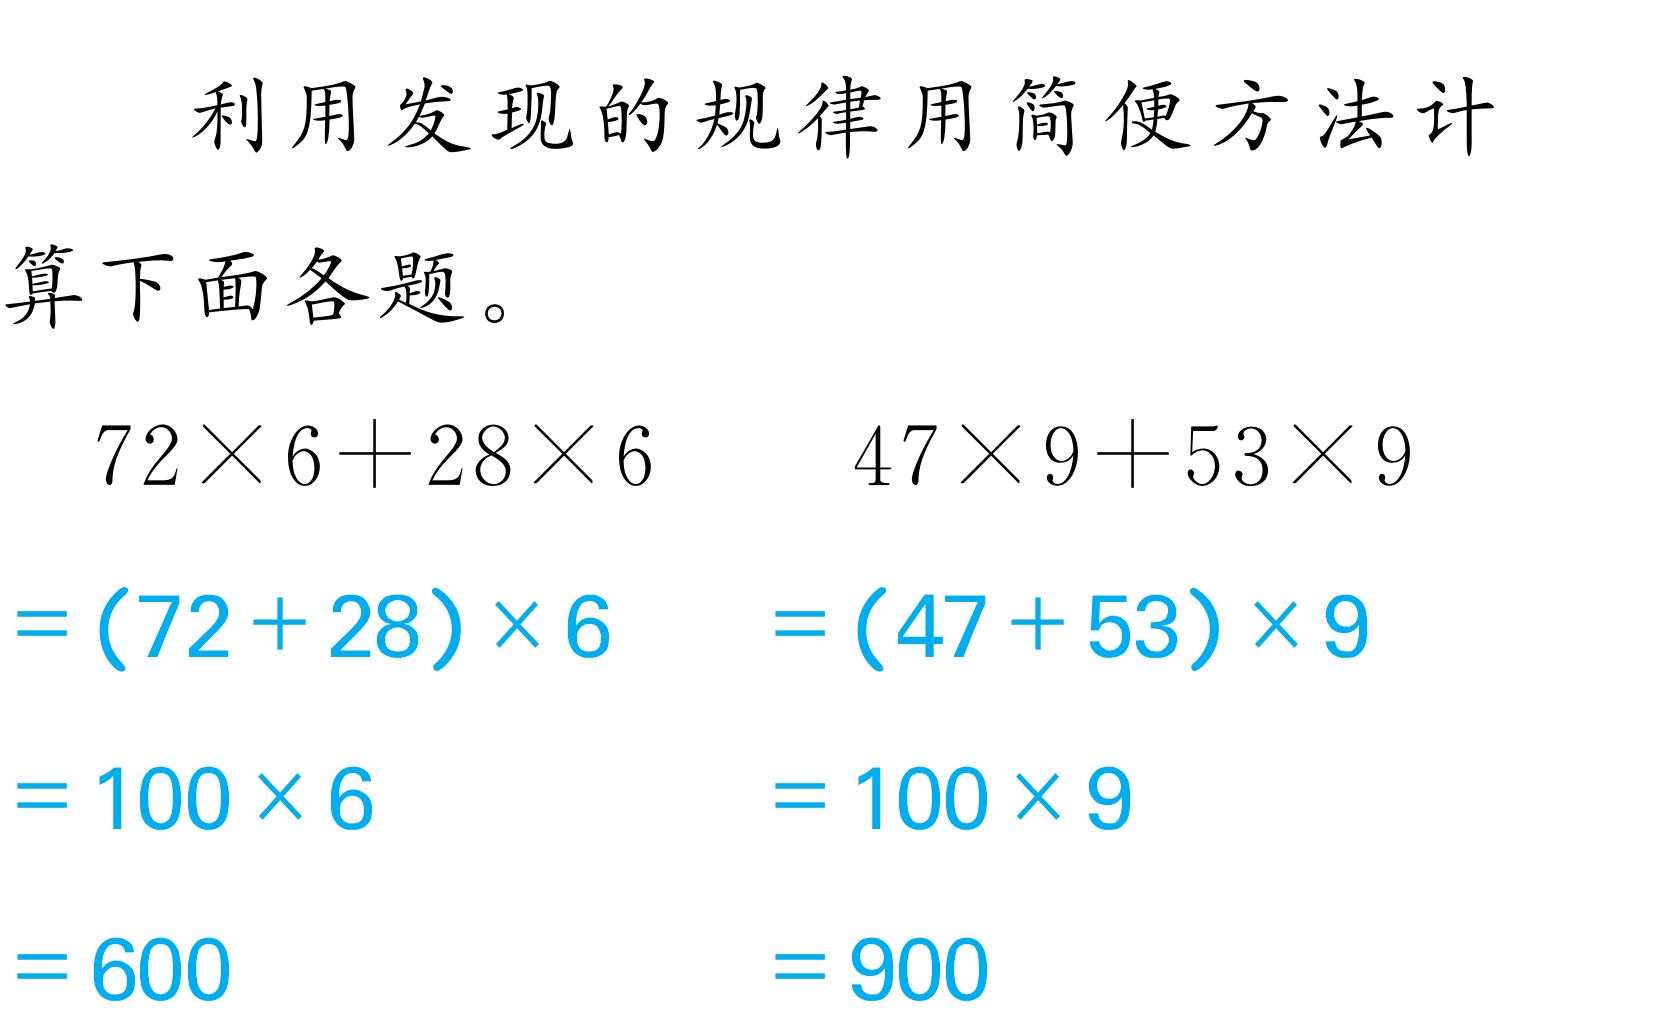 利用发现的规律用简便方法计
算下面各题。
72×6+28×6 47×9+53×9
=(72+28)×6 =(47+53)×9
=100×6 =100×9
=600 =900